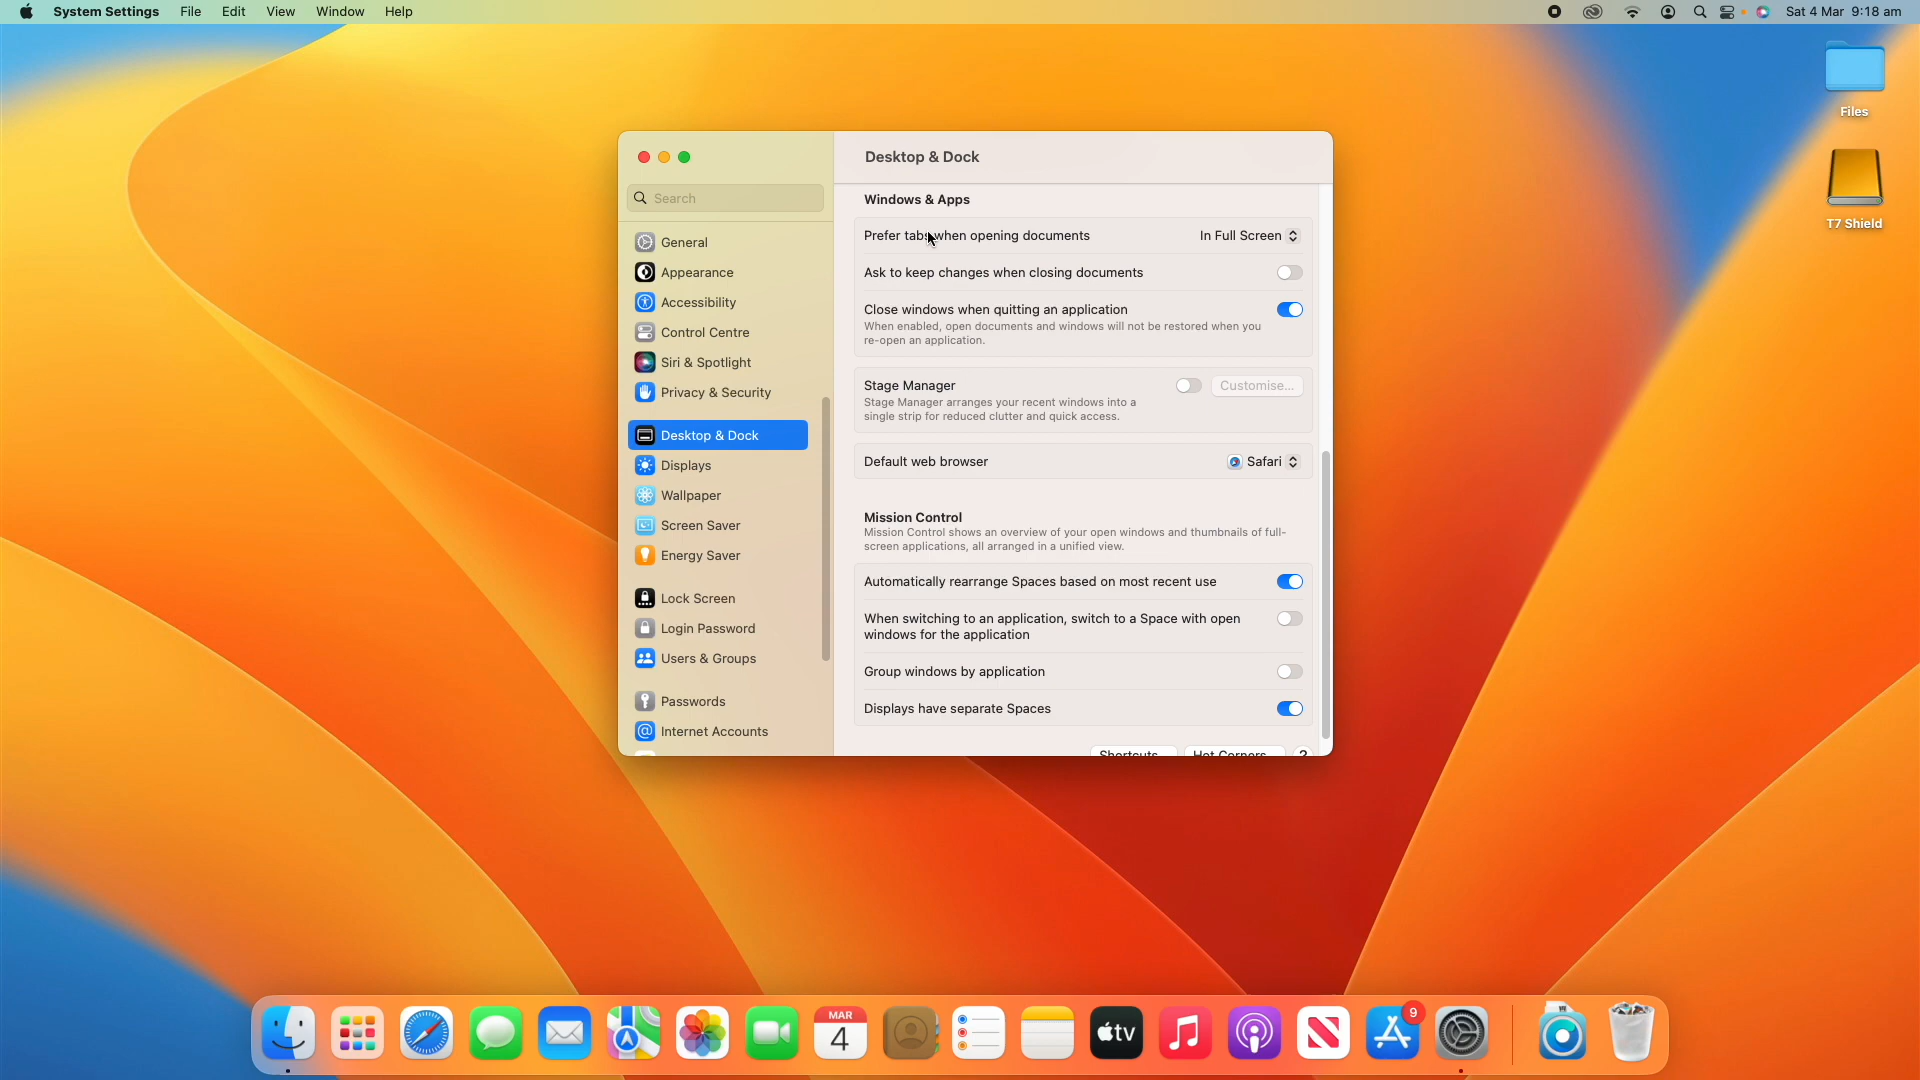 System Settings File Edit View Window Help
Sat 4 Mar 9:18 am
Files
T7 Shield
Search
General
Appearance
Accessibility
Control Centre
Siri & Spotlight
Privacy & Security
Desktop & Dock
Displays
Wallpaper
Screen Saver
Energy Saver
Lock Screen
Login Password
Users & Groups
Passwords
Internet Accounts
Desktop & Dock
Windows & Apps
Prefer tabs when opening documents In Full Screen
Ask to keep changes when closing documents
Close windows when quitting an application
When enabled, open documents and windows will not be restored when you
re-open an application.
Stage Manager Customise...
Stage Manager arranges your recent windows into a
single strip for reduced clutter and quick access.
Default web browser Safari
Mission Control
Mission Control shows an overview of your open windows and thumbnails of full-
screen applications, all arranged in a unified view.
Automatically rearrange Spaces based on most recent use
When switching to an application, switch to a Space with open
windows for the application
Group windows by application
Displays have separate Spaces
Shortcuts... Hot Corners... ?
MAR
4
tv
9